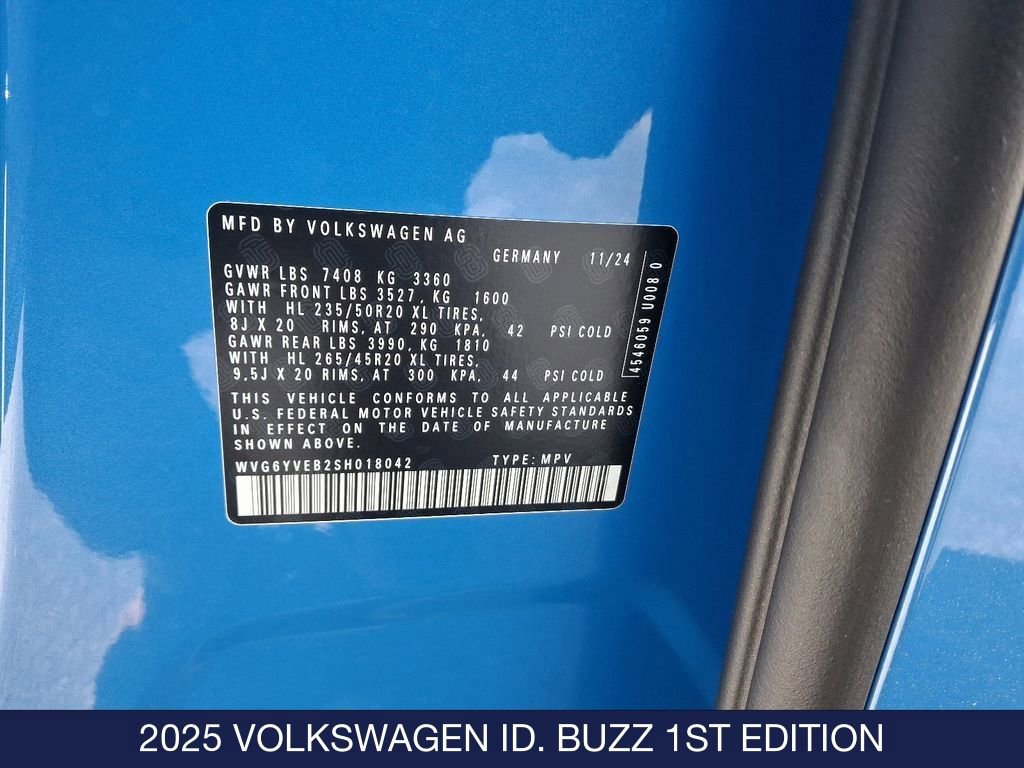 MFD BY VOLKSWAGEN AG
GERMANY 11/24
GVWR LBS 7408 KG 3360
GAWR FRONT LBS 3527, KG 1600
WITH HL 235/50R20 XL TIRES,
8J X 20 RIMS, AT 290 KPA, 42 PSI COLD
GAWR REAR LBS 3990, KG 1810
WITH HL 265/45R20 XL TIRES,
9,5J X 20 RIMS, AT 300 KPA, 44 PSI COLD
4546059 U008 0
THIS VEHICLE CONFORMS TO ALL APPLICABLE
U.S. FEDERAL MOTOR VEHICLE SAFETY STANDARDS
IN EFFECT ON THE DATE OF MANUFACTURE
SHOWN ABOVE.
WVG6YVEB2SH018042 TYPE: MPV
2025 VOLKSWAGEN ID. BUZZ 1ST EDITION